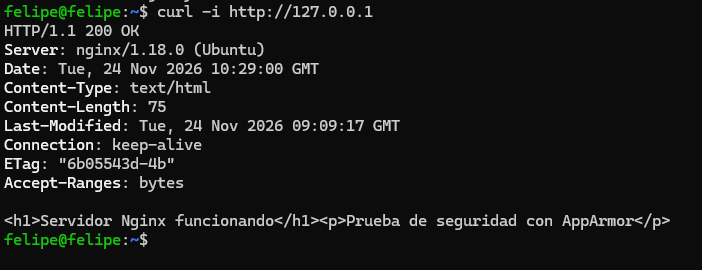 felipe@felipe:~$ curl -i http://127.0.0.1
HTTP/1.1 200 OK
Server: nginx/1.18.0 (Ubuntu)
Date: Tue, 24 Nov 2026 10:29:00 GMT
Content-Type: text/html
Content-Length: 75
Last-Modified: Tue, 24 Nov 2026 09:09:17 GMT
Connection: keep-alive
ETag: "6b05543d-4b"
Accept-Ranges: bytes

<h1>Servidor Nginx funcionando</h1><p>Prueba de seguridad con AppArmor</p>
felipe@felipe:~$